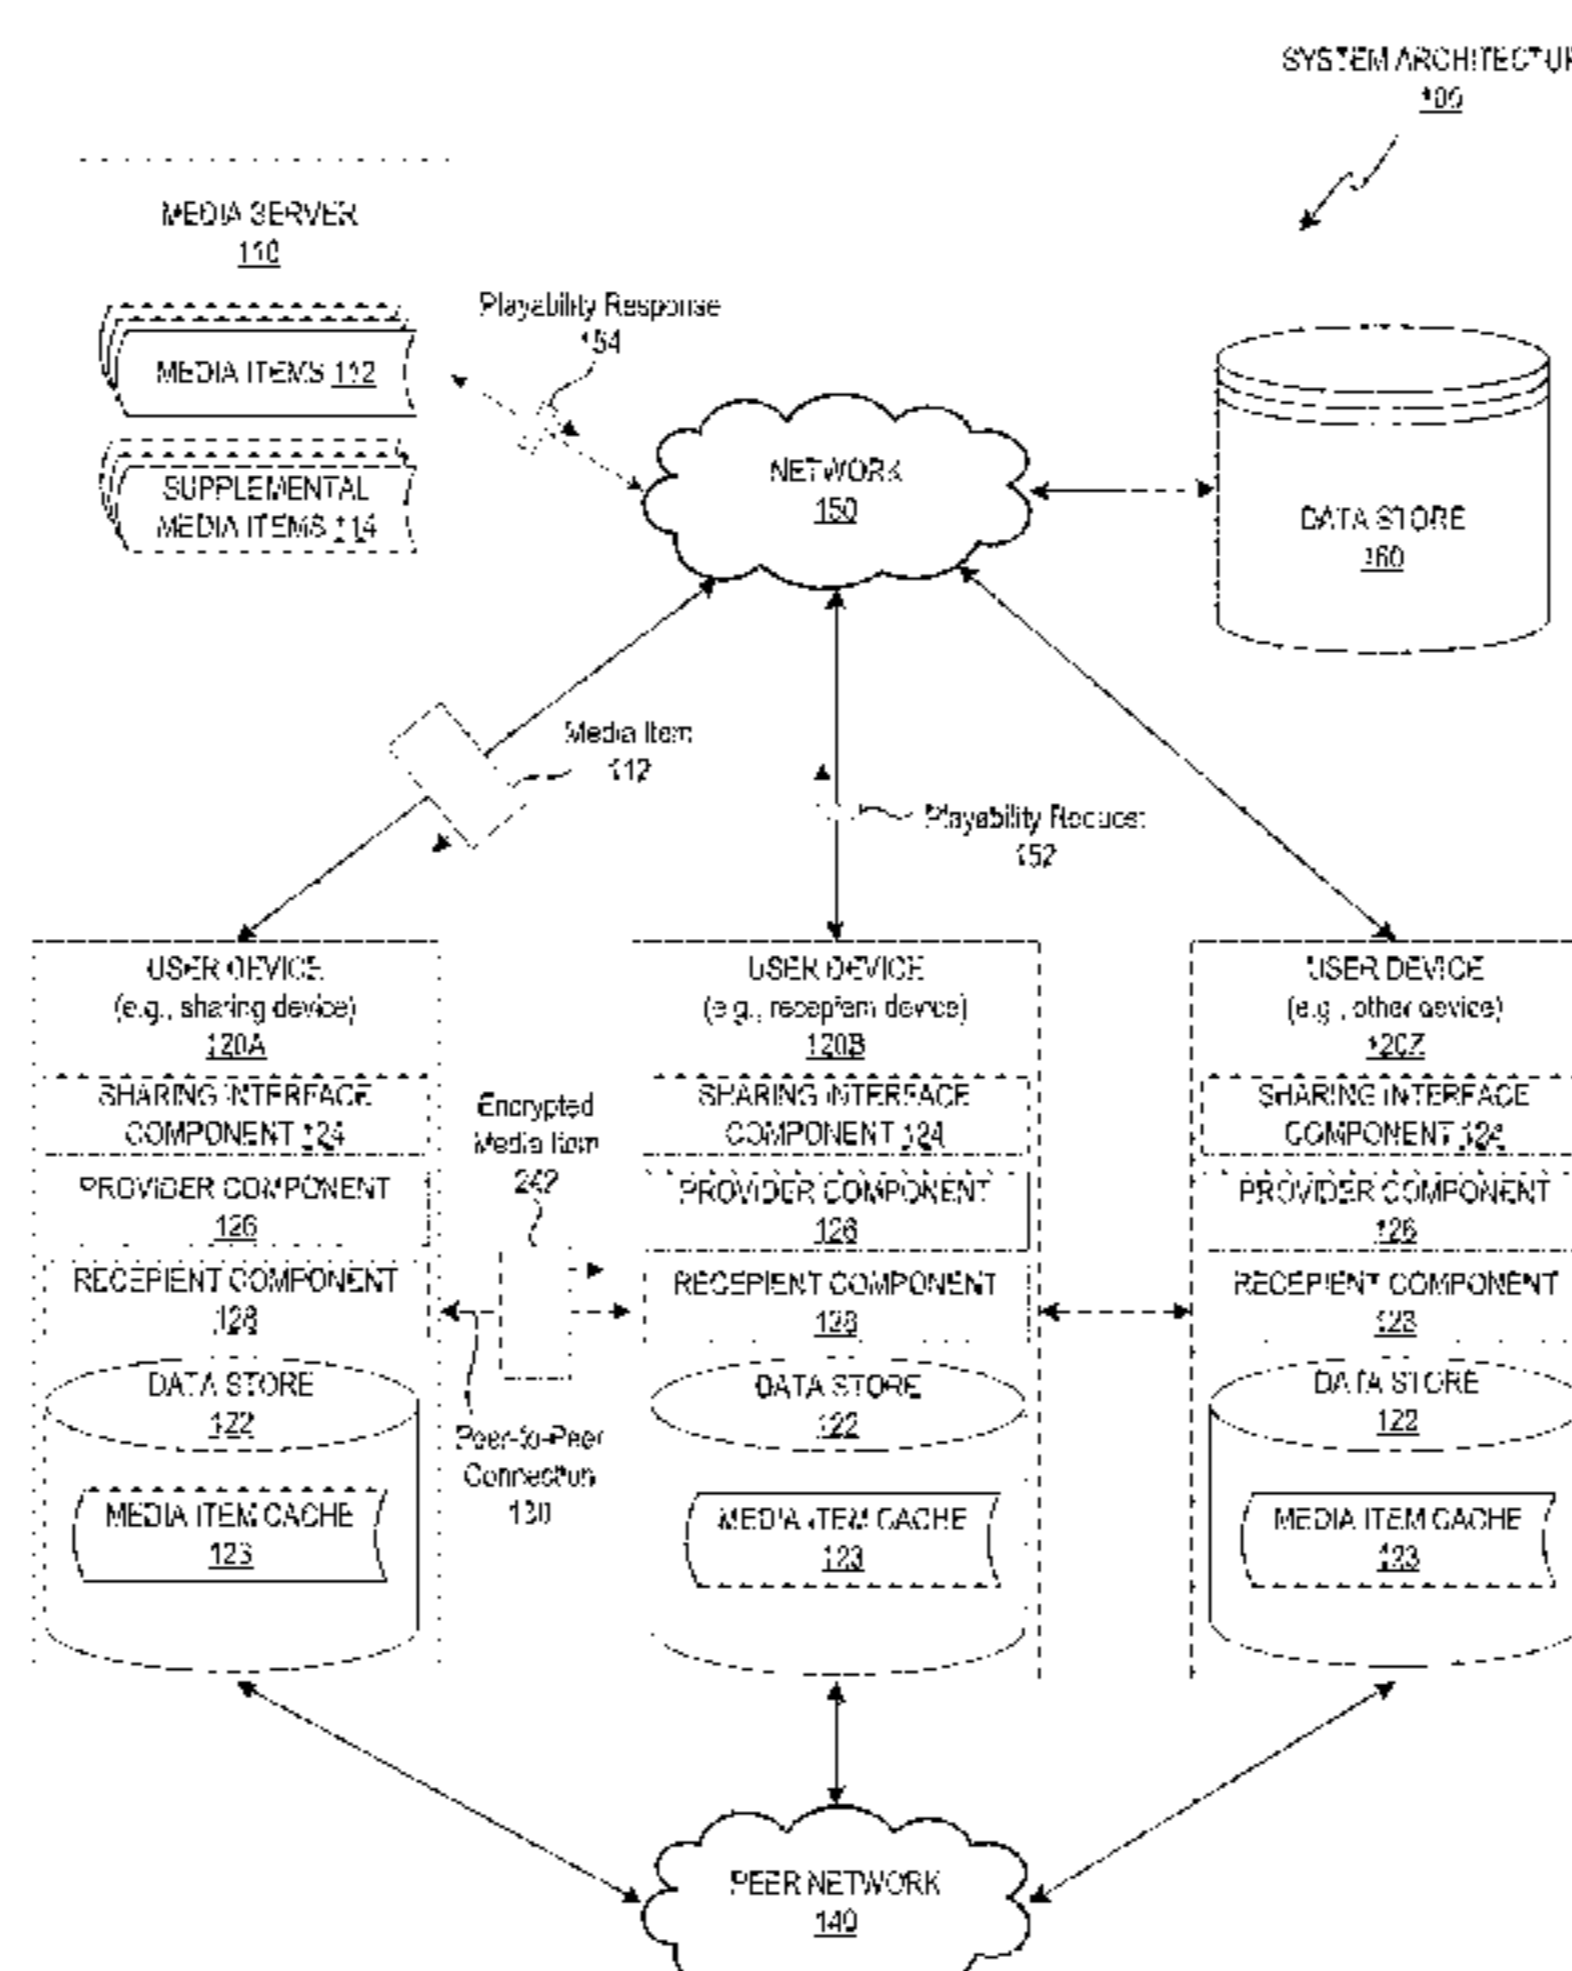 SYSTEM ARCHITECTUR
100
MEDIA SERVER
110
MEDIA ITEMS 112
SUPPLEMENTAL
MEDIA ITEMS 114
Playability Response
154
NETWORK
150
DATA STORE
160
Media Item
112
Playability Request
152
USER DEVICE
(e.g., sharing device)
120A
SHARING INTERFACE
COMPONENT 124
PROVIDER COMPONENT
126
RECEPIENT COMPONENT
128
DATA STORE
122
MEDIA ITEM CACHE
123
Encrypted
Media Item
242
Peer-to-Peer
Connection
130
USER DEVICE
(e.g., device)
120B
SHARING INTERFACE
COMPONENT 124
PROVIDER COMPONENT
126
RECEPIENT COMPONENT
128
DATA STORE
122
MEDIA ITEM CACHE
123
USER DEVICE
(e.g., other device)
120Z
SHARING INTERFACE
COMPONENT 124
PROVIDER COMPONENT
126
RECEPIENT COMPONENT
128
DATA STORE
122
MEDIA ITEM CACHE
123
PEER NETWORK
140